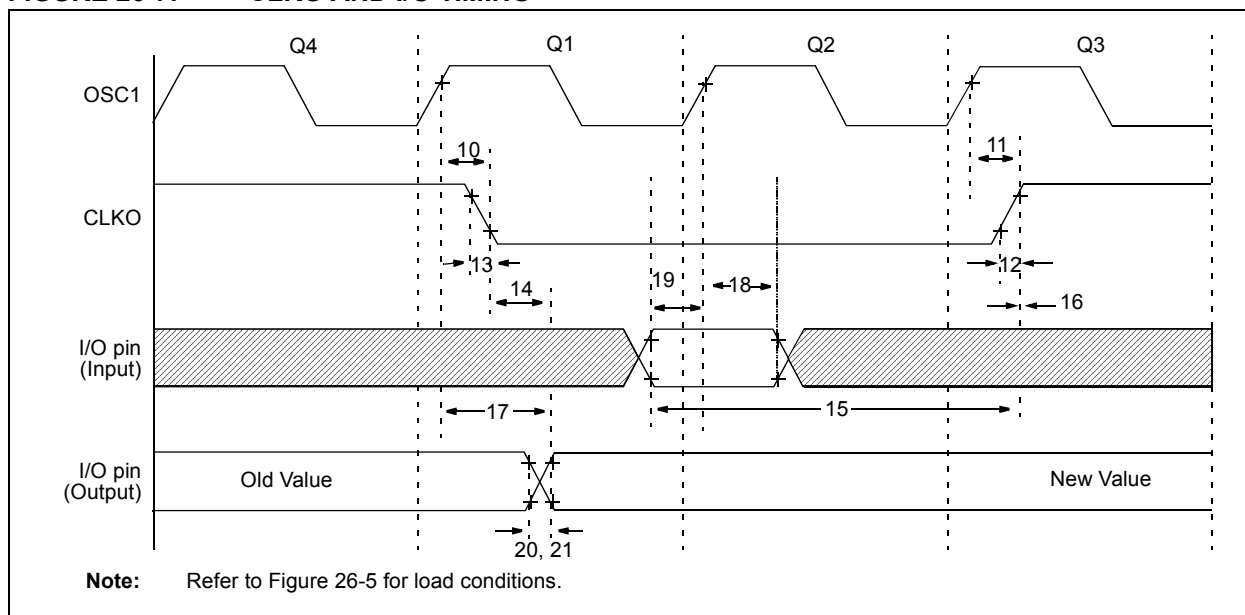 Q4 Q1 Q2 Q3
OSC1
10 11
CLKO
13 12
14 19 18 16
I/O pin
(Input)
17 15
I/O pin
(Output)
Old Value New Value
20, 21
Note: Refer to Figure 26-5 for load conditions.